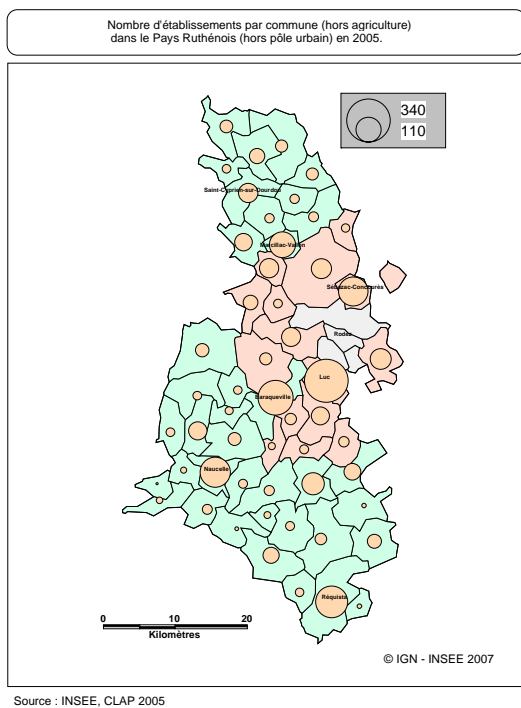 Nombre d'établissements par commune (hors agriculture)
dans le Pays Ruthénois (hors pôle urbain) en 2005.
340
110
Saint-Cyprien-sur-Dourdou
Marcillac-Vallon
Sébazac-Concourès
Rodez
Luc
Baraqueville
Naucelle
Réquista
0 10 20
Kilomètres
© IGN - INSEE 2007
Source : INSEE, CLAP 2005